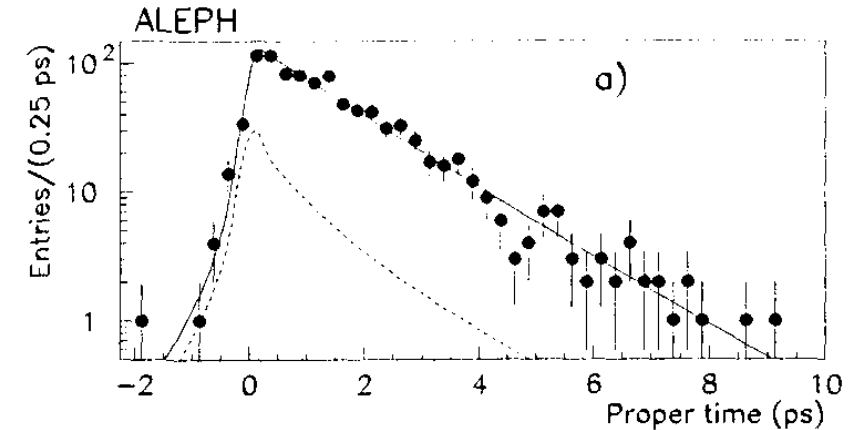 ALEPH
a)
Entries/(0.25 ps)
10²
10
1
−2 0 2 4 6 8 10
Proper time (ps)